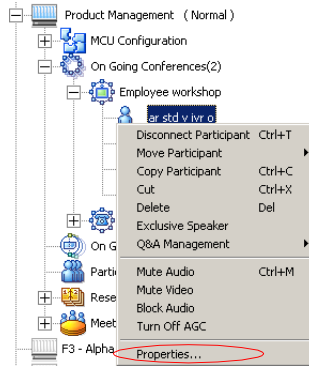 Product Management (Normal)
MCU Configuration
On Going Conferences(2)
Employee workshop
ar std v ivr o
Disconnect Participant Ctrl+T
Move Participant
Copy Participant Ctrl+C
Cut Ctrl+X
Delete Del
Exclusive Speaker
On G
Q&A Management
Parti
Mute Audio Ctrl+M
Rese
Mute Video
Block Audio
Meet
Turn Off AGC
F3 - Alpha
Properties...